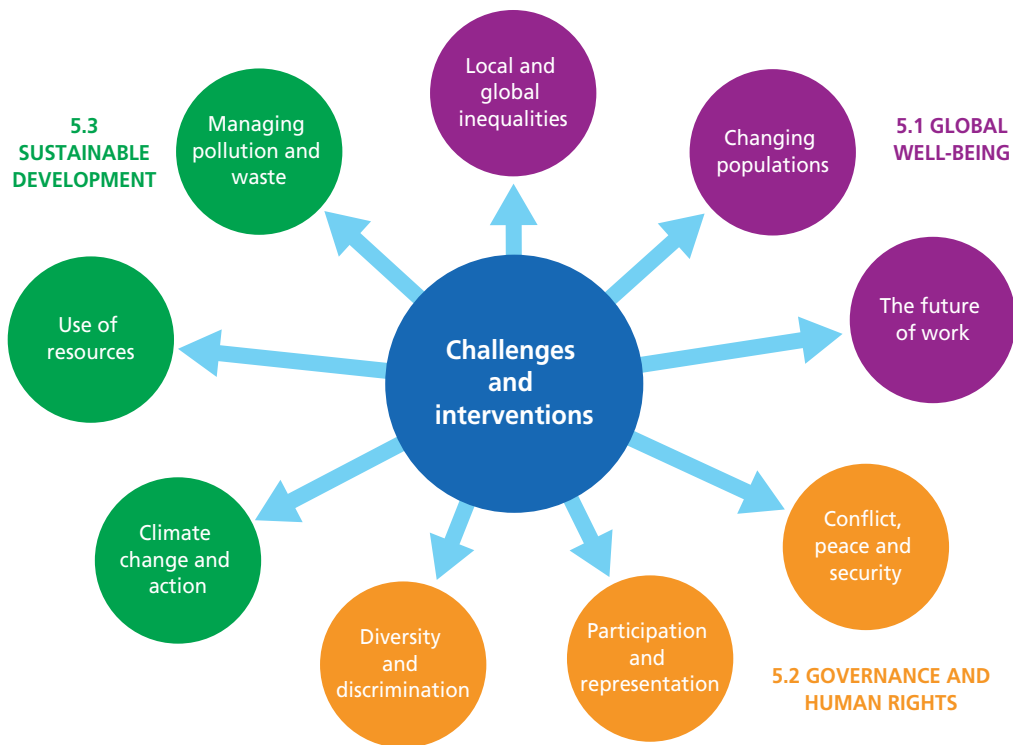 Local and
global
inequalities
Changing
populations
5.1 GLOBAL
WELL-BEING
The future
of work
Conflict,
peace and
security
5.2 GOVERNANCE AND
HUMAN RIGHTS
Participation
and
representation
Diversity
and
discrimination
Climate
change and
action
Use of
resources
5.3
SUSTAINABLE
DEVELOPMENT
Managing
pollution and
waste
Challenges
and
interventions